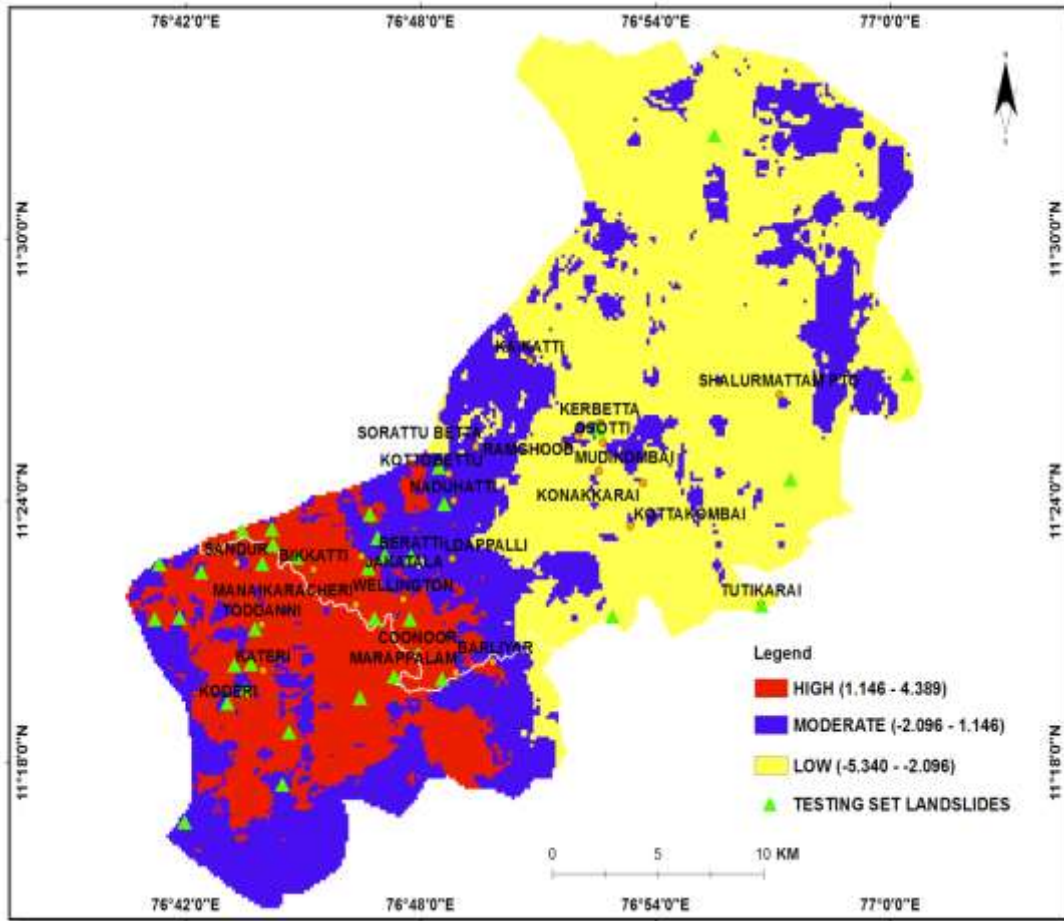 76°42'0"E 76°48'0"E 76°54'0"E 77°0'0"E
11°30'0"N 11°30'0"N
KAIKATTI
SHALURMATTAM PTO
KERBETTA
OSOTTI
SORATTU BETTA
RAMCHOOD
KOTTOBETTU
MUDIKOMBAI
NADUHATTI
KONAKKARAI
11°24'0"N 11°24'0"N
KOTTAKOMBAI
BERATTI
SANDUR
BIKKATTI
JAKATALA
MANAIKARACHERI
WELLINGTON
TUTIKARAI
TODDANNI
COONOOR
BARLIYAR
KATERI
MARAPPALAM
KODERI
Legend
HIGH (1.146 - 4.389)
MODERATE (-2.096 - 1.146)
LOW (-5.340 - -2.096)
TESTING SET LANDSLIDES
11°18'0"N 11°18'0"N
0 5 10 KM
76°42'0"E 76°48'0"E 76°54'0"E 77°0'0"E